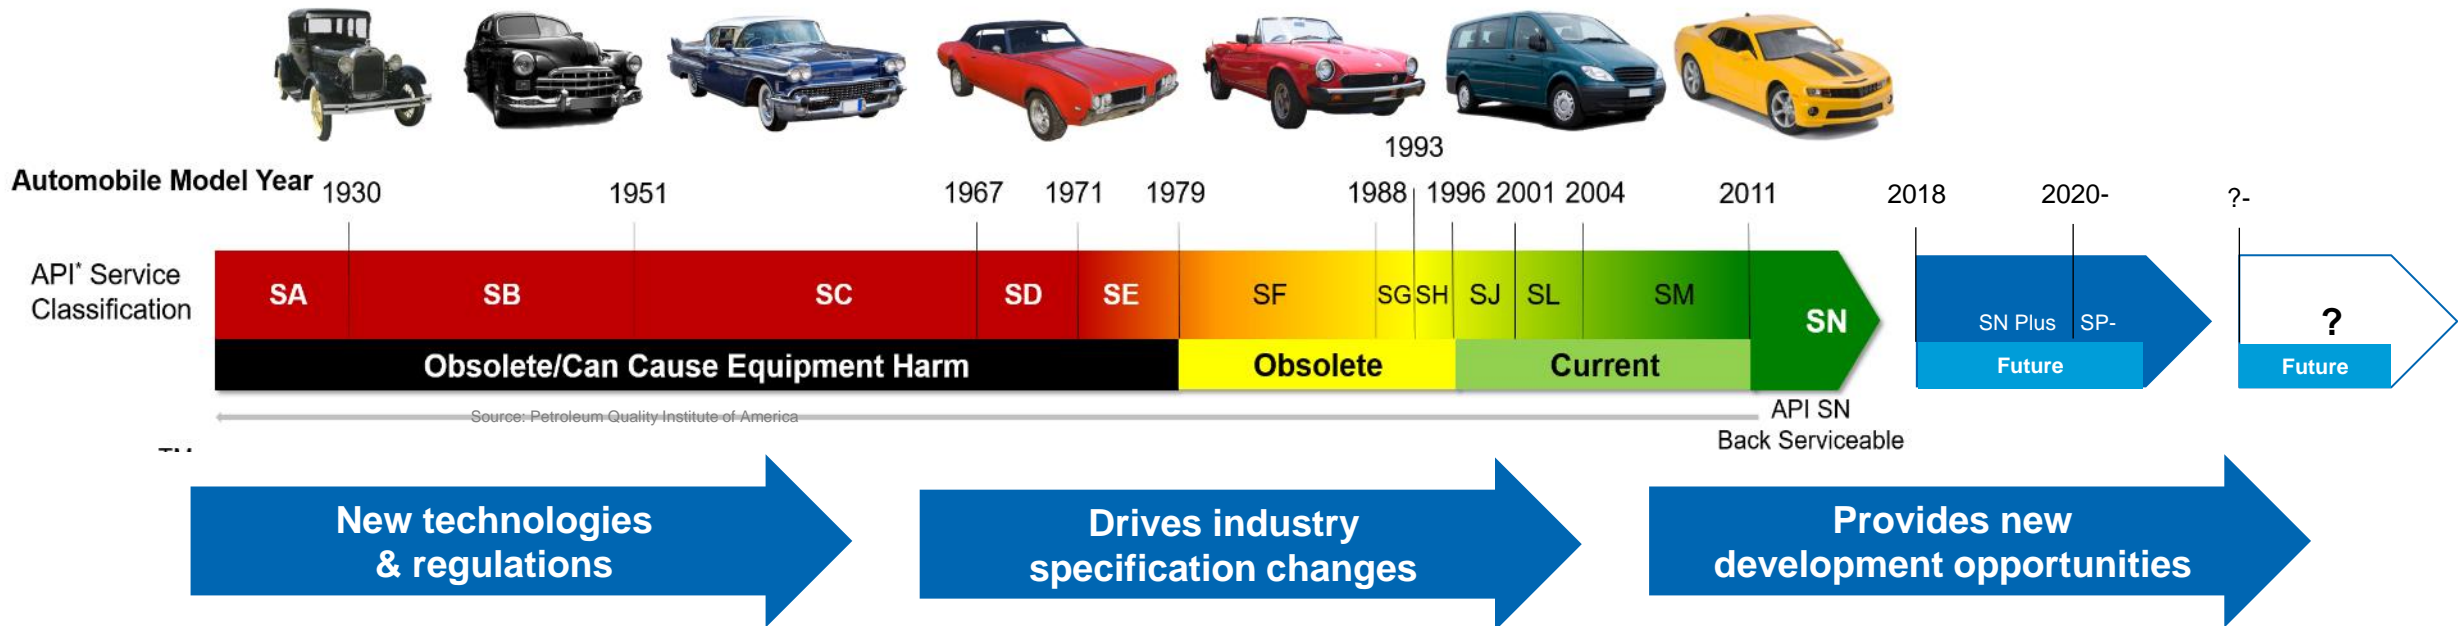 1993
Automobile Model Year
1930
1951
1967
1971
1979
1988
1996
2001
2004
2011
2018
2020-
?-
API* Service
Classification
SA
SB
SC
SD
SE
SF
SG
SH
SJ
SL
SM
SN
SN Plus
SP-
?
Obsolete/Can Cause Equipment Harm
Obsolete
Current
Future
Future
Source: Petroleum Quality Institute of America
API SN
Back Serviceable
New technologies
& regulations
Drives industry
specification changes
Provides new
development opportunities